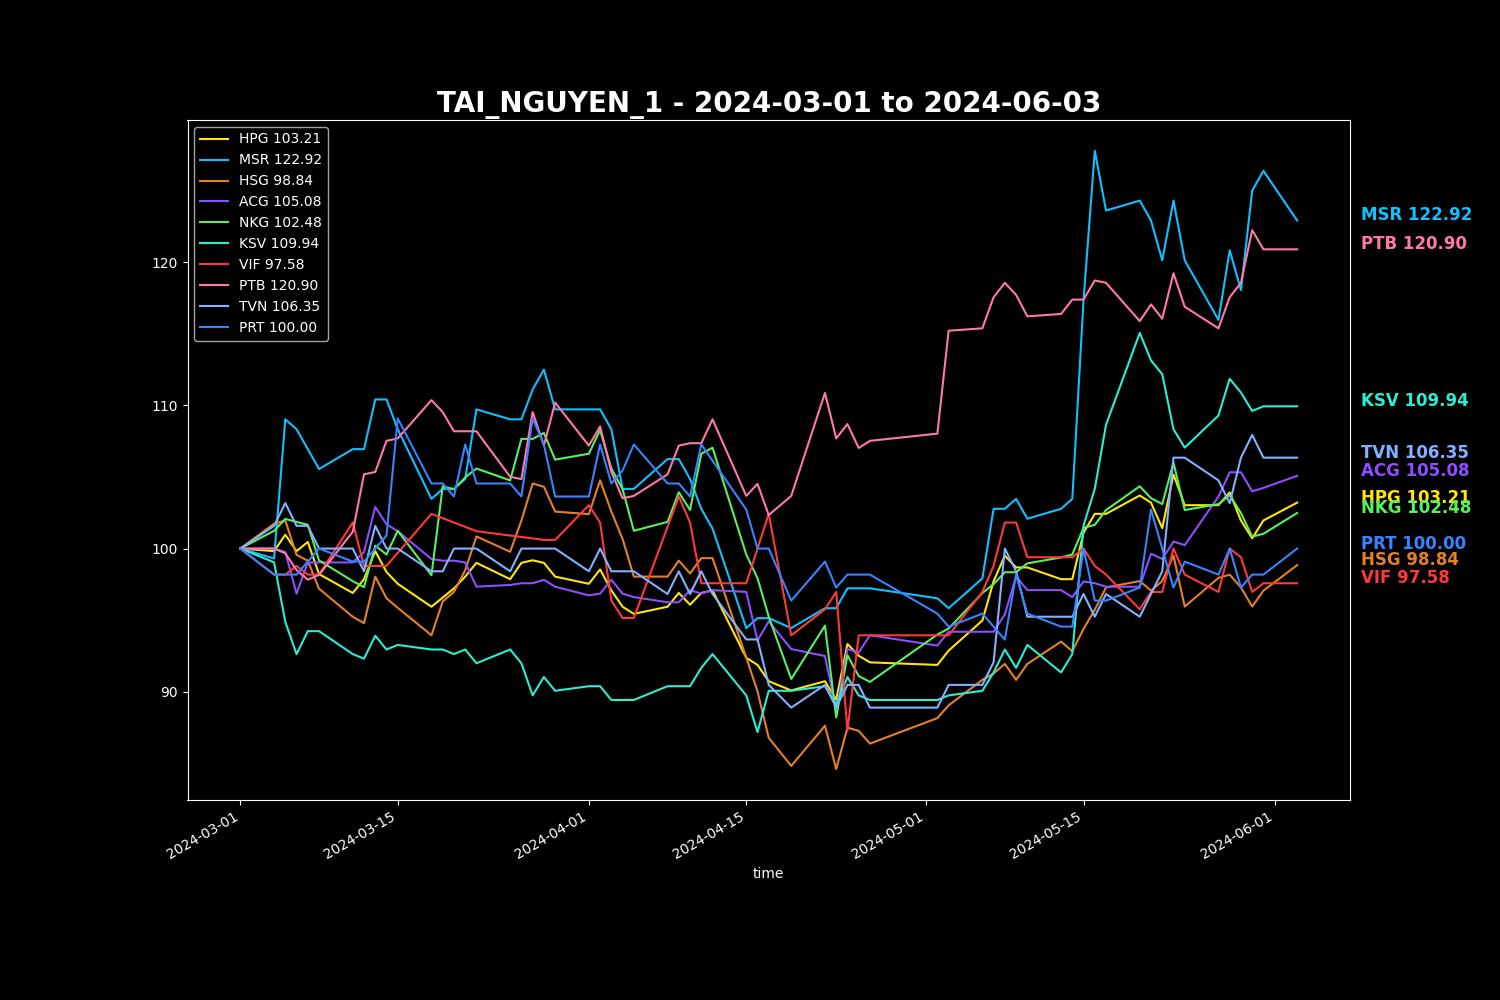 TAI_NGUYEN_1 - 2024-03-01 to 2024-06-03
HPG 103.21
MSR 122.92
HSG 98.84
ACG 105.08
NKG 102.48
KSV 109.94
VIF 97.58
PTB 120.90
TVN 106.35
PRT 100.00
120
110
100
90
MSR 122.92
PTB 120.90
KSV 109.94
TVN 106.35
ACG 105.08
HPG 103.21
NKG 102.48
PRT 100.00
HSG 98.84
VIF 97.58
2024-03-01
2024-03-15
2024-04-01
2024-04-15
2024-05-01
2024-05-15
2024-06-01
time